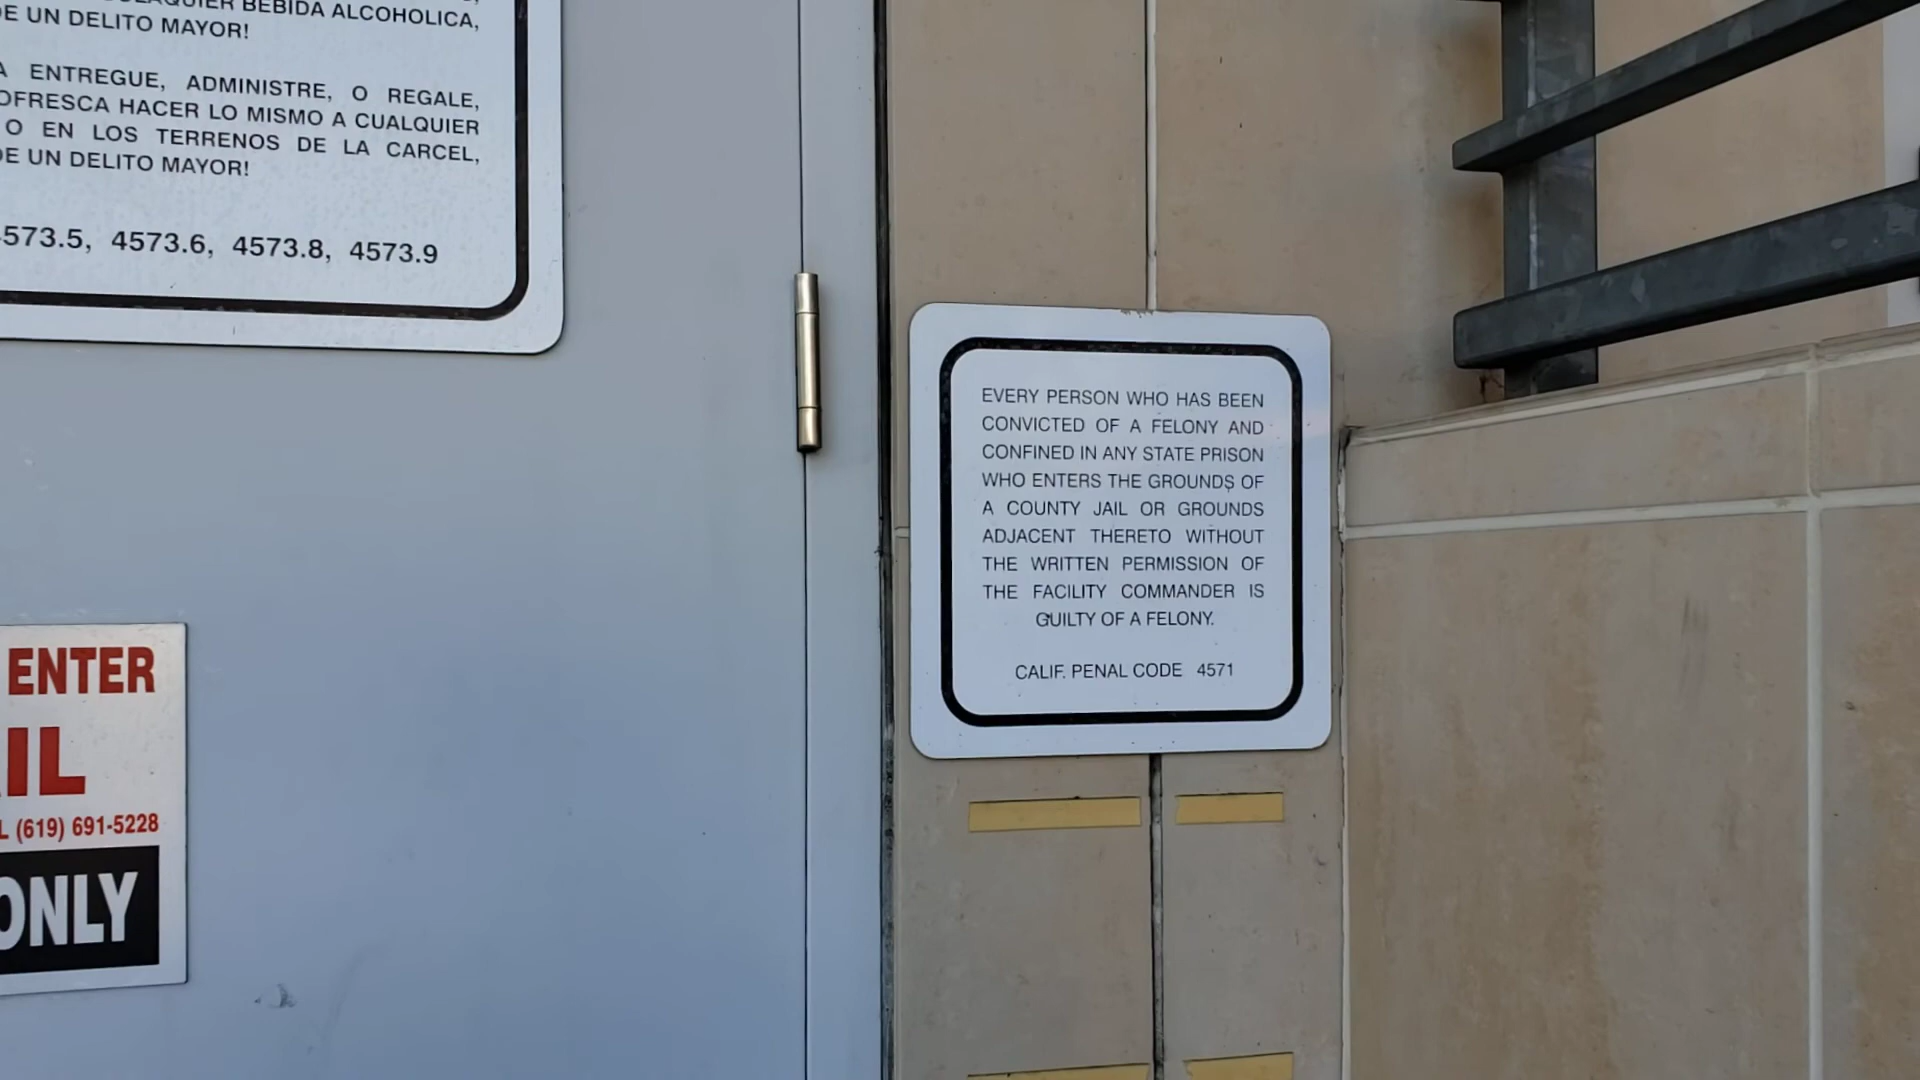 BEBIDA ALCOHOLICA,
DE UN DELITO MAYOR!
ENTREGUE, ADMINISTRE, O REGALE,
OFRESCA HACER LO MISMO A CUALQUIER
O EN LOS TERRENOS DE LA CARCEL,
DE UN DELITO MAYOR!
4573.5, 4573.6, 4573.8, 4573.9
EVERY PERSON WHO HAS BEEN
CONVICTED OF A FELONY AND
CONFINED IN ANY STATE PRISON
WHO ENTERS THE GROUNDS OF
A COUNTY JAIL OR GROUNDS
ADJACENT THERETO WITHOUT
THE WRITTEN PERMISSION OF
THE FACILITY COMMANDER IS
GUILTY OF A FELONY.
CALIF. PENAL CODE 4571
ENTER
(619) 691-5228
ONLY